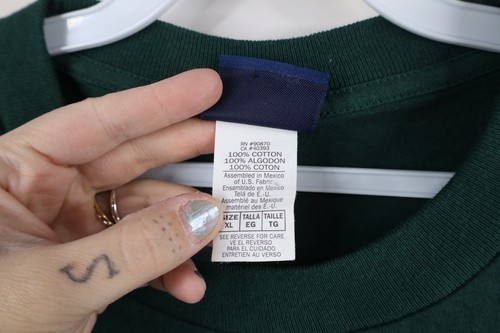 RN #90870
CA #40393
100% COTTON
100% ALGODON
100% COTON
Assembled in Mexico
of U.S. Fabric
Ensamblado en Mexico
Tela de E.-U.
Assemblé au Mexique
matériel des É.-U.
SIZE TALLA TAILLE
XL EG TG
SEE REVERSE FOR CARE
VE EL REVERSO
PARA EL CUIDADO
ENTRETIEN AU VERSO